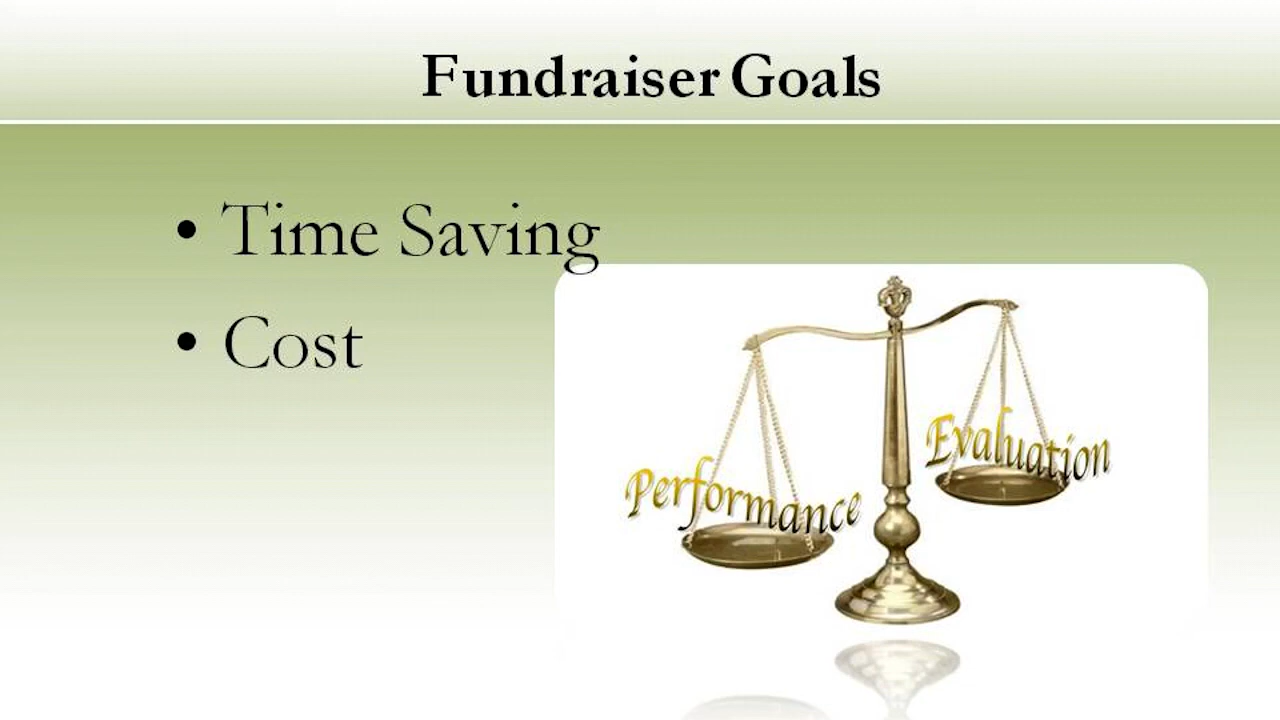 Fundraiser Goals
• Time Saving
• Cost
Performance
Evaluation